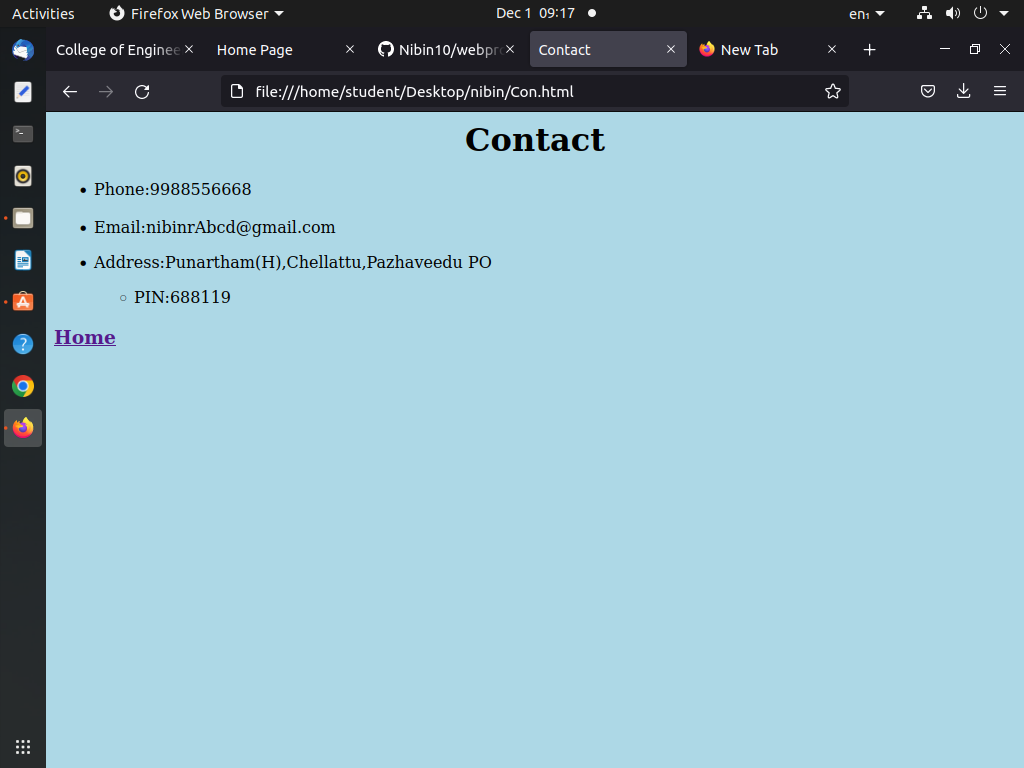 Activities Firefox Web Browser Dec 1 09:17 en₁
College of Enginee Home Page Nibin10/webpro Contact New Tab
file:///home/student/Desktop/nibin/Con.html
Contact
Phone:9988556668
Email:nibinrAbcd@gmail.com
Address:Punartham(H),Chellattu,Pazhaveedu PO
PIN:688119
Home